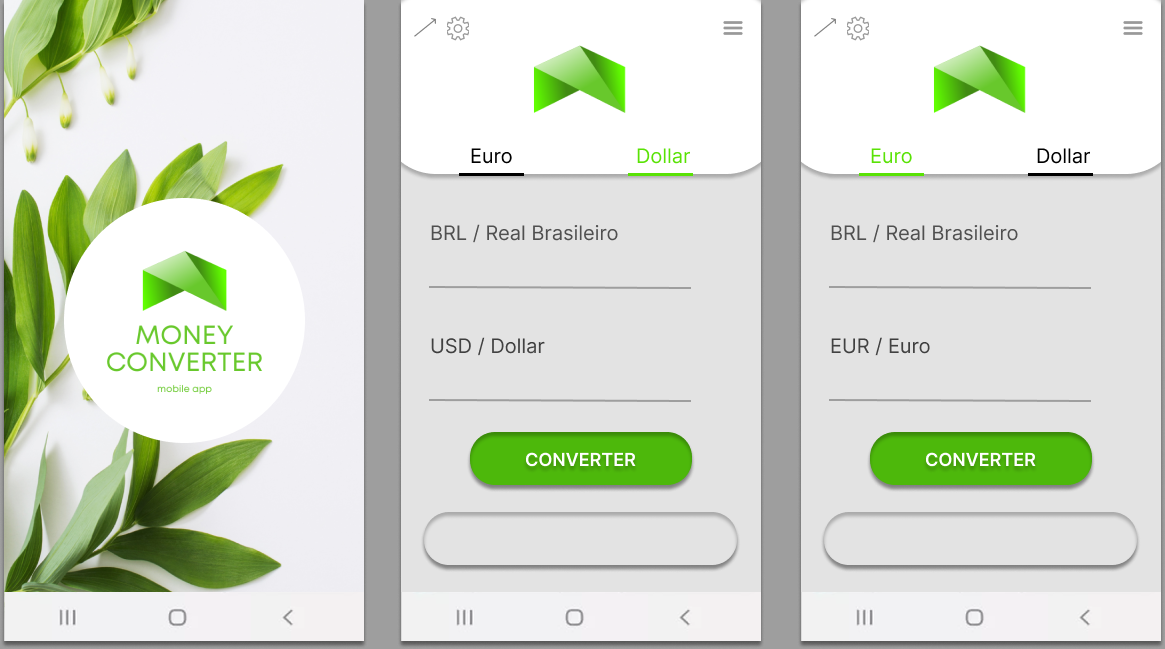 MONEY
CONVERTER
mobile app
Euro
Dollar
BRL / Real Brasileiro
USD / Dollar
CONVERTER
Euro
Dollar
BRL / Real Brasileiro
EUR / Euro
CONVERTER